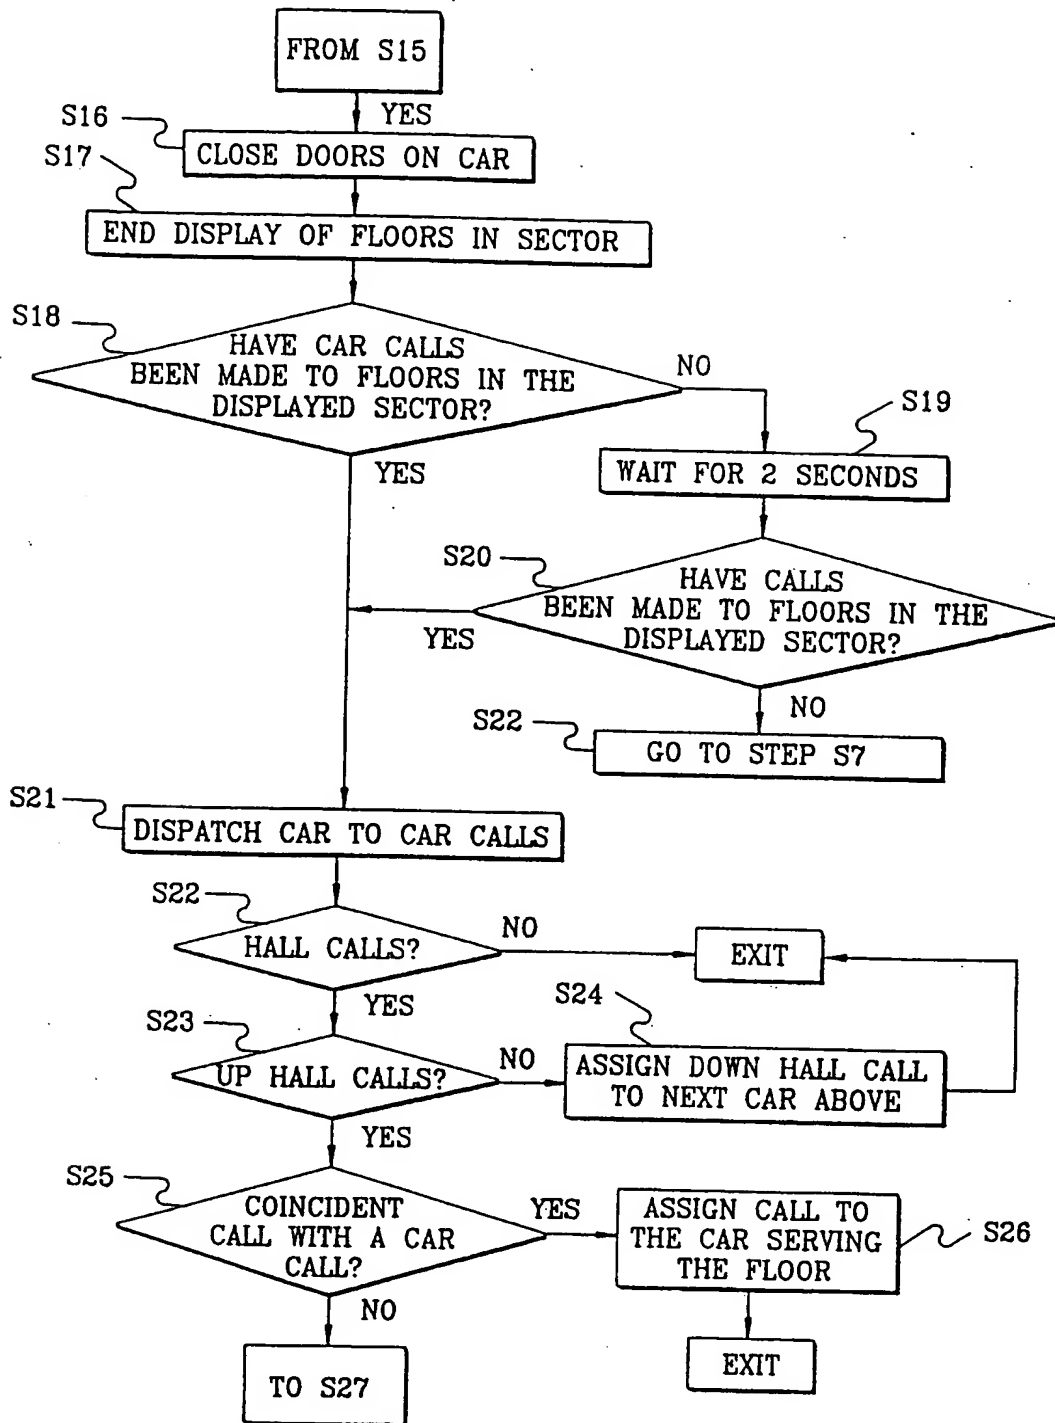 FROM S15
YES
S16
CLOSE DOORS ON CAR
S17
END DISPLAY OF FLOORS IN SECTOR
S18
HAVE CAR CALLS
BEEN MADE TO FLOORS IN THE
DISPLAYED SECTOR?
NO
YES
S19
WAIT FOR 2 SECONDS
S20
HAVE CALLS
BEEN MADE TO FLOORS IN THE
DISPLAYED SECTOR?
YES
NO
S22
GO TO STEP S7
S21
DISPATCH CAR TO CAR CALLS
S22
HALL CALLS?
NO
EXIT
YES
S23
UP HALL CALLS?
NO
S24
ASSIGN DOWN HALL CALL
TO NEXT CAR ABOVE
YES
S25
COINCIDENT
CALL WITH A CAR
CALL?
YES
ASSIGN CALL TO
THE CAR SERVING
THE FLOOR
S26
NO
EXIT
TO S27